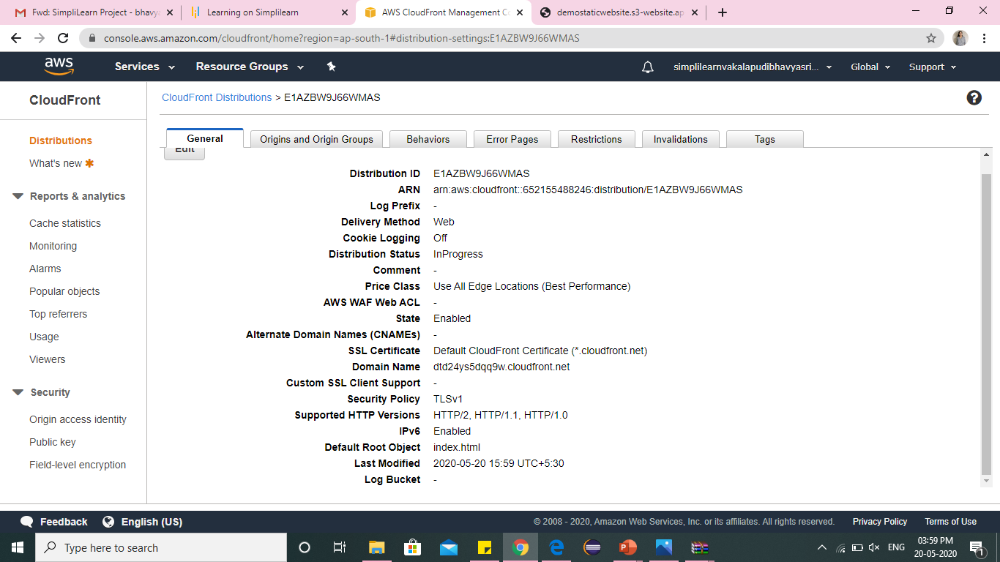 Fwd: SimpliLearn Project - bhavya
Learning on Simplilearn
AWS CloudFront Management Co
demostaticwebsite.s3-website.ap
console.aws.amazon.com/cloudfront/home?region=ap-south-1#distribution-settings:E1AZBW9J66WMAS
aws
Services
Resource Groups
simplilearnvakalapudibhavyasri...
Global
Support
CloudFront
CloudFront Distributions > E1AZBW9J66WMAS
Distributions
What's new
Reports & analytics
Cache statistics
Monitoring
Alarms
Popular objects
Top referrers
Usage
Viewers
Security
Origin access identity
Public key
Field-level encryption
General
Origins and Origin Groups
Behaviors
Error Pages
Restrictions
Invalidations
Tags
Edit
Distribution ID E1AZBW9J66WMAS
ARN arn:aws:cloudfront::652155488246:distribution/E1AZBW9J66WMAS
Log Prefix -
Delivery Method Web
Cookie Logging Off
Distribution Status InProgress
Comment -
Price Class Use All Edge Locations (Best Performance)
AWS WAF Web ACL -
State Enabled
Alternate Domain Names (CNAMEs) -
SSL Certificate Default CloudFront Certificate (*.cloudfront.net)
Domain Name dtd24ys5dqq9w.cloudfront.net
Custom SSL Client Support -
Security Policy TLSv1
Supported HTTP Versions HTTP/2, HTTP/1.1, HTTP/1.0
IPv6 Enabled
Default Root Object index.html
Last Modified 2020-05-20 15:59 UTC+5:30
Log Bucket -
Feedback
English (US)
© 2008 - 2020, Amazon Web Services, Inc. or its affiliates. All rights reserved.
Privacy Policy
Terms of Use
Type here to search
ENG
03:59 PM
20-05-2020
1